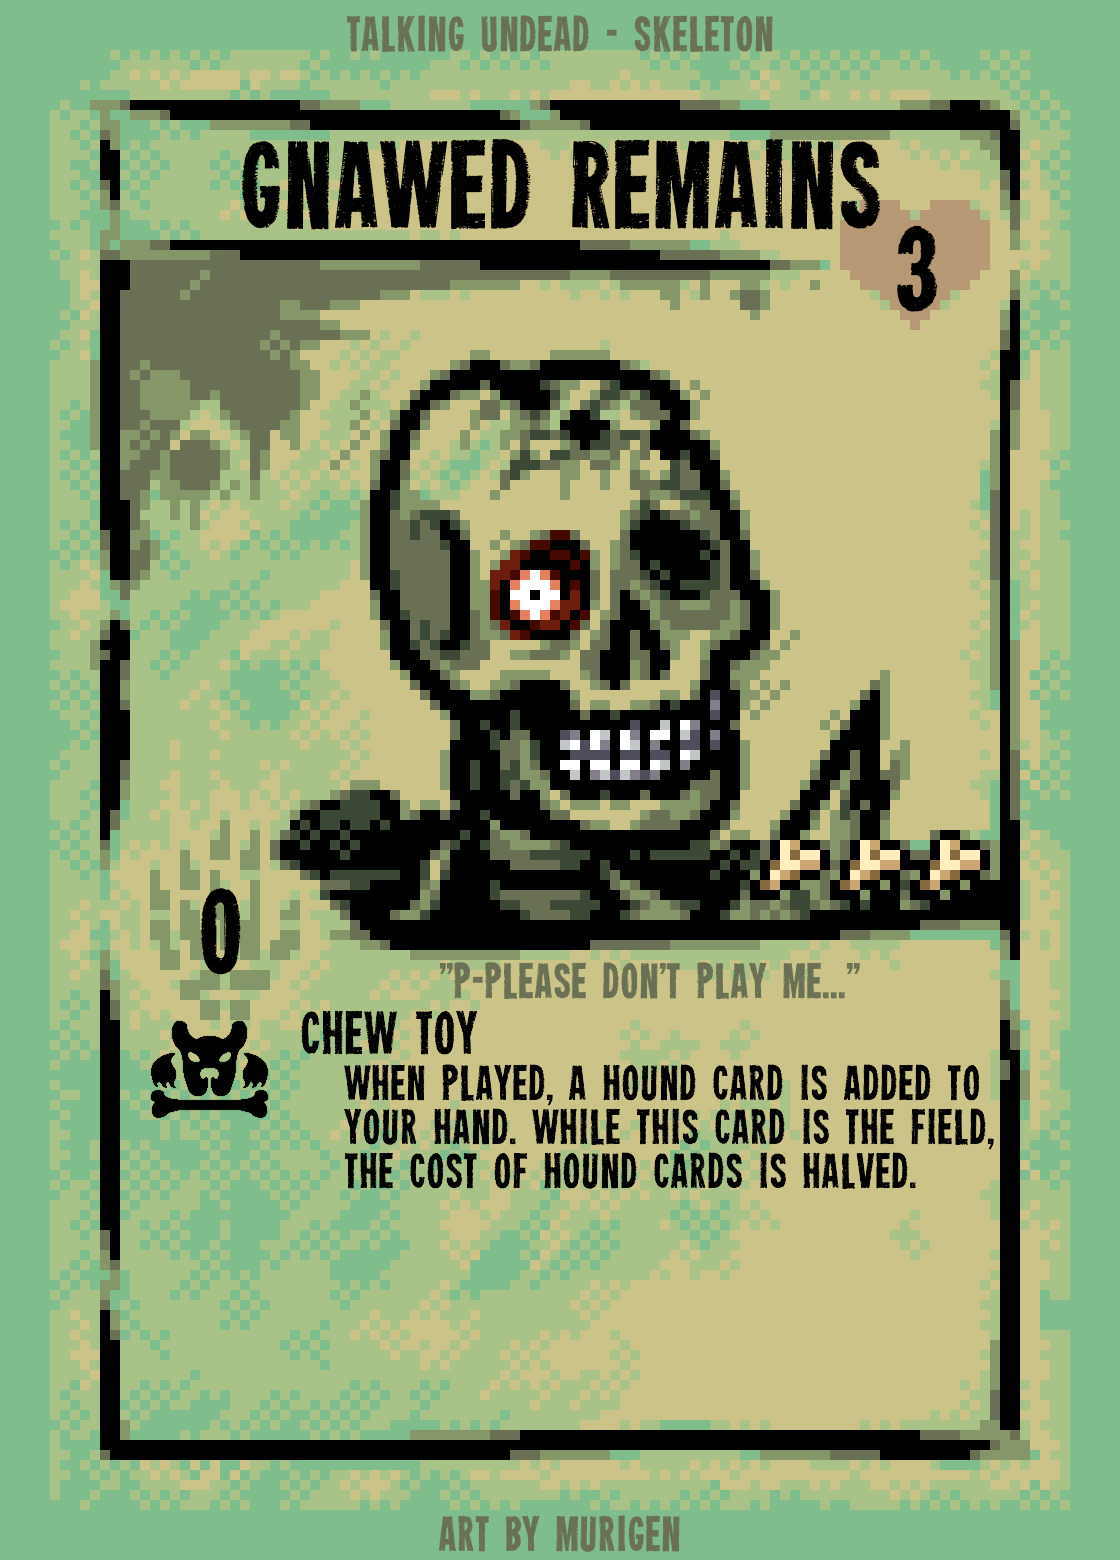 TALKING UNDEAD - SKELETON
GNAWED REMAINS
3
0
"P-PLEASE DON'T PLAY ME..."
CHEW TOY
WHEN PLAYED, A HOUND CARD IS ADDED TO
YOUR HAND. WHILE THIS CARD IS THE FIELD,
THE COST OF HOUND CARDS IS HALVED.
ART BY MURIGEN